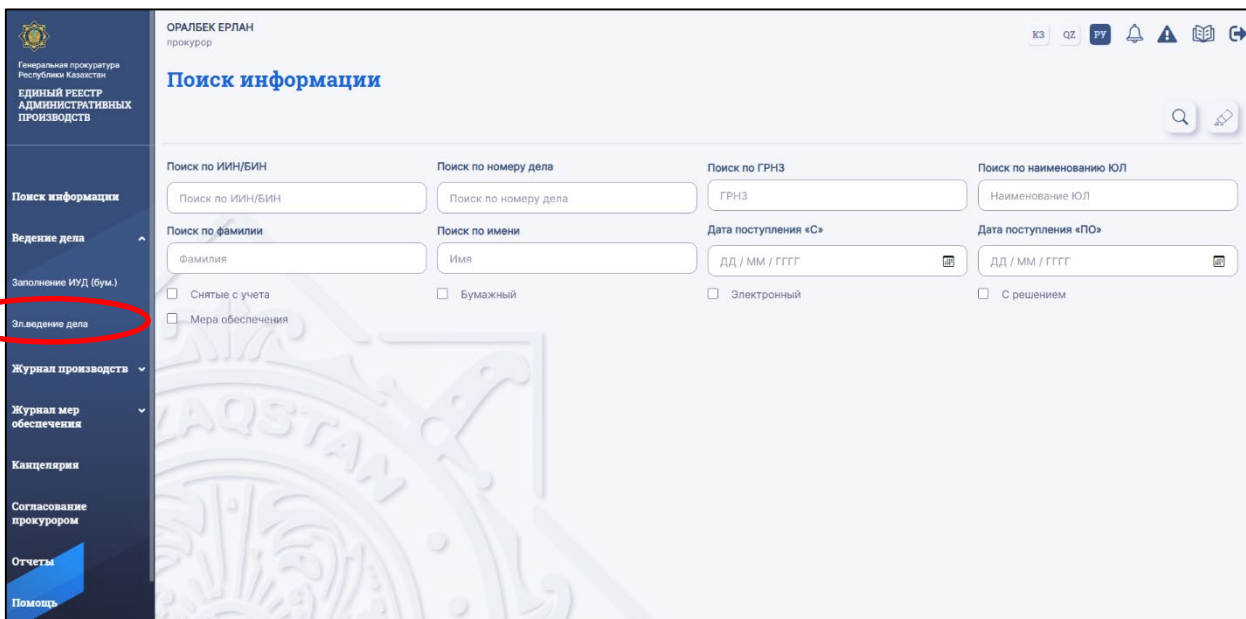 Генеральная прокуратура
Республики Казахстан
ЕДИНЫЙ РЕЕСТР
АДМИНИСТРАТИВНЫХ
ПРОИЗВОДСТВ
Поиск информации
Ведение дела
Заполнение ИУД (бум.)
Эл.ведение дела
Журнал производств
Журнал мер
обеспечения
Канцелярия
Согласование
прокурором
Отчеты
Помощь
ОРАЛБЕК ЕРЛАН
прокурор
КЗ QZ РУ
Поиск информации
Поиск по ИИН/БИН Поиск по номеру дела Поиск по ГРНЗ Поиск по наименованию ЮЛ
Поиск по ИИН/БИН Поиск по номеру дела ГРНЗ Наименование ЮЛ
Поиск по фамилии Поиск по имени Дата поступления «С» Дата поступления «ПО»
Фамилия Имя ДД / ММ / ГГГГ ДД / ММ / ГГГГ
Снятые с учета Бумажный Электронный С решением
Мера обеспечения
QAZAQSTAN